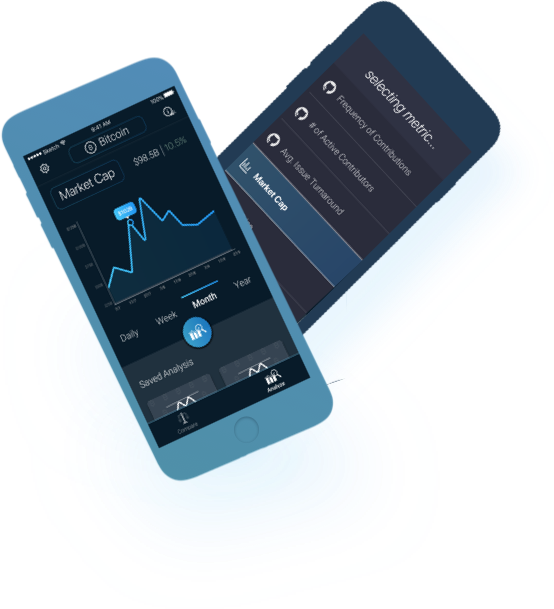 Sketch
9:41 AM
100%
Bitcoin
Market Cap
$98.5B | 10.5%
Daily
Week
Month
Year
Saved Analysis
Compare
Analyze
selecting metric...
Frequency of Contributions
# of Active Contributors
Avg. Issue Turnaround
Market Cap